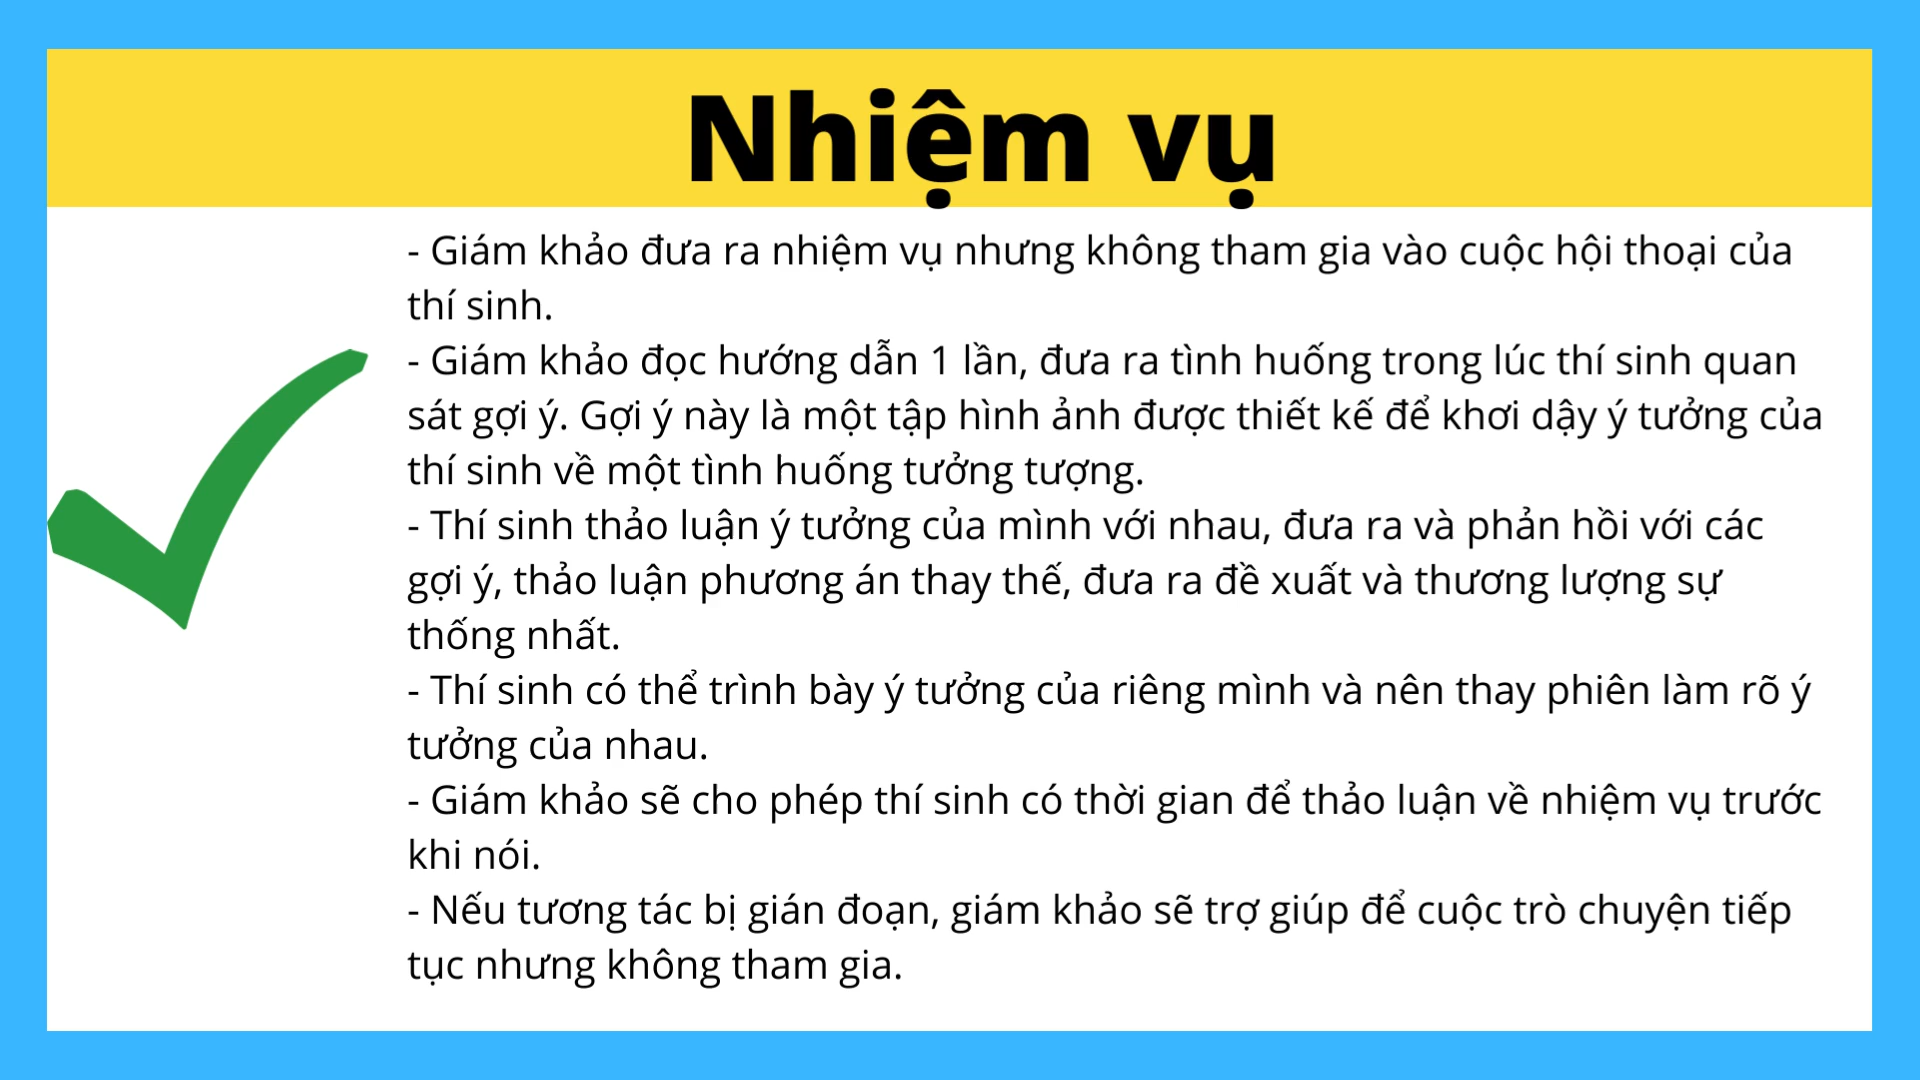 Nhiệm vụ
- Giám khảo đưa ra nhiệm vụ nhưng không tham gia vào cuộc hội thoại của
thí sinh.
- Giám khảo đọc hướng dẫn 1 lần, đưa ra tình huống trong lúc thí sinh quan
sát gợi ý. Gợi ý này là một tập hình ảnh được thiết kế để khơi dậy ý tưởng của
thí sinh về một tình huống tưởng tượng.
- Thí sinh thảo luận ý tưởng của mình với nhau, đưa ra và phản hồi với các
gợi ý, thảo luận phương án thay thế, đưa ra đề xuất và thương lượng sự
thống nhất.
- Thí sinh có thể trình bày ý tưởng của riêng mình và nên thay phiên làm rõ ý
tưởng của nhau.
- Giám khảo sẽ cho phép thí sinh có thời gian để thảo luận về nhiệm vụ trước
khi nói.
- Nếu tương tác bị gián đoạn, giám khảo sẽ trợ giúp để cuộc trò chuyện tiếp
tục nhưng không tham gia.